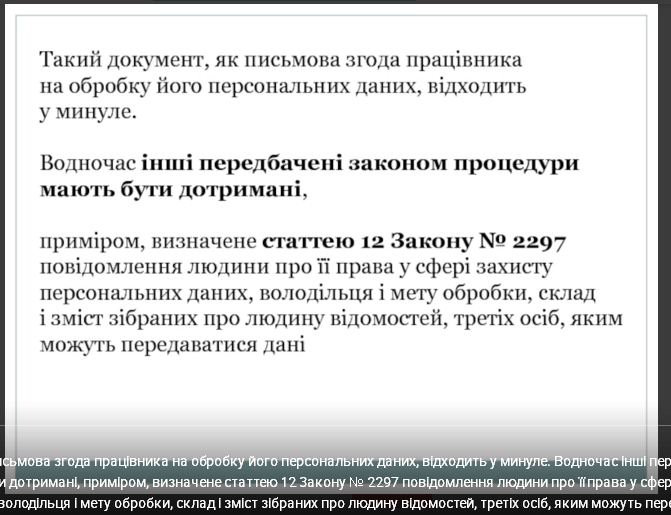 Такий документ, як письмова згода працівника
на обробку його персональних даних, відходить
у минуле.
Водночас інші передбачені законом процедури
мають бути дотримані,
приміром, визначене статтею 12 Закону № 2297
повідомлення людини про її права у сфері захисту
персональних даних, володільця і мету обробки, склад
і зміст зібраних про людину відомостей, третіх осіб, яким
можуть передаватися дані
сьмова згода працівника на обробку його персональних даних, відходить у минуле. Водночас інші пер
и дотримані, приміром, визначене статтею 12 Закону № 2297 повідомлення людини про її права у сфер
володільця і мету обробки, склад і зміст зібраних про людину відомостей, третіх осіб, яким можуть пере